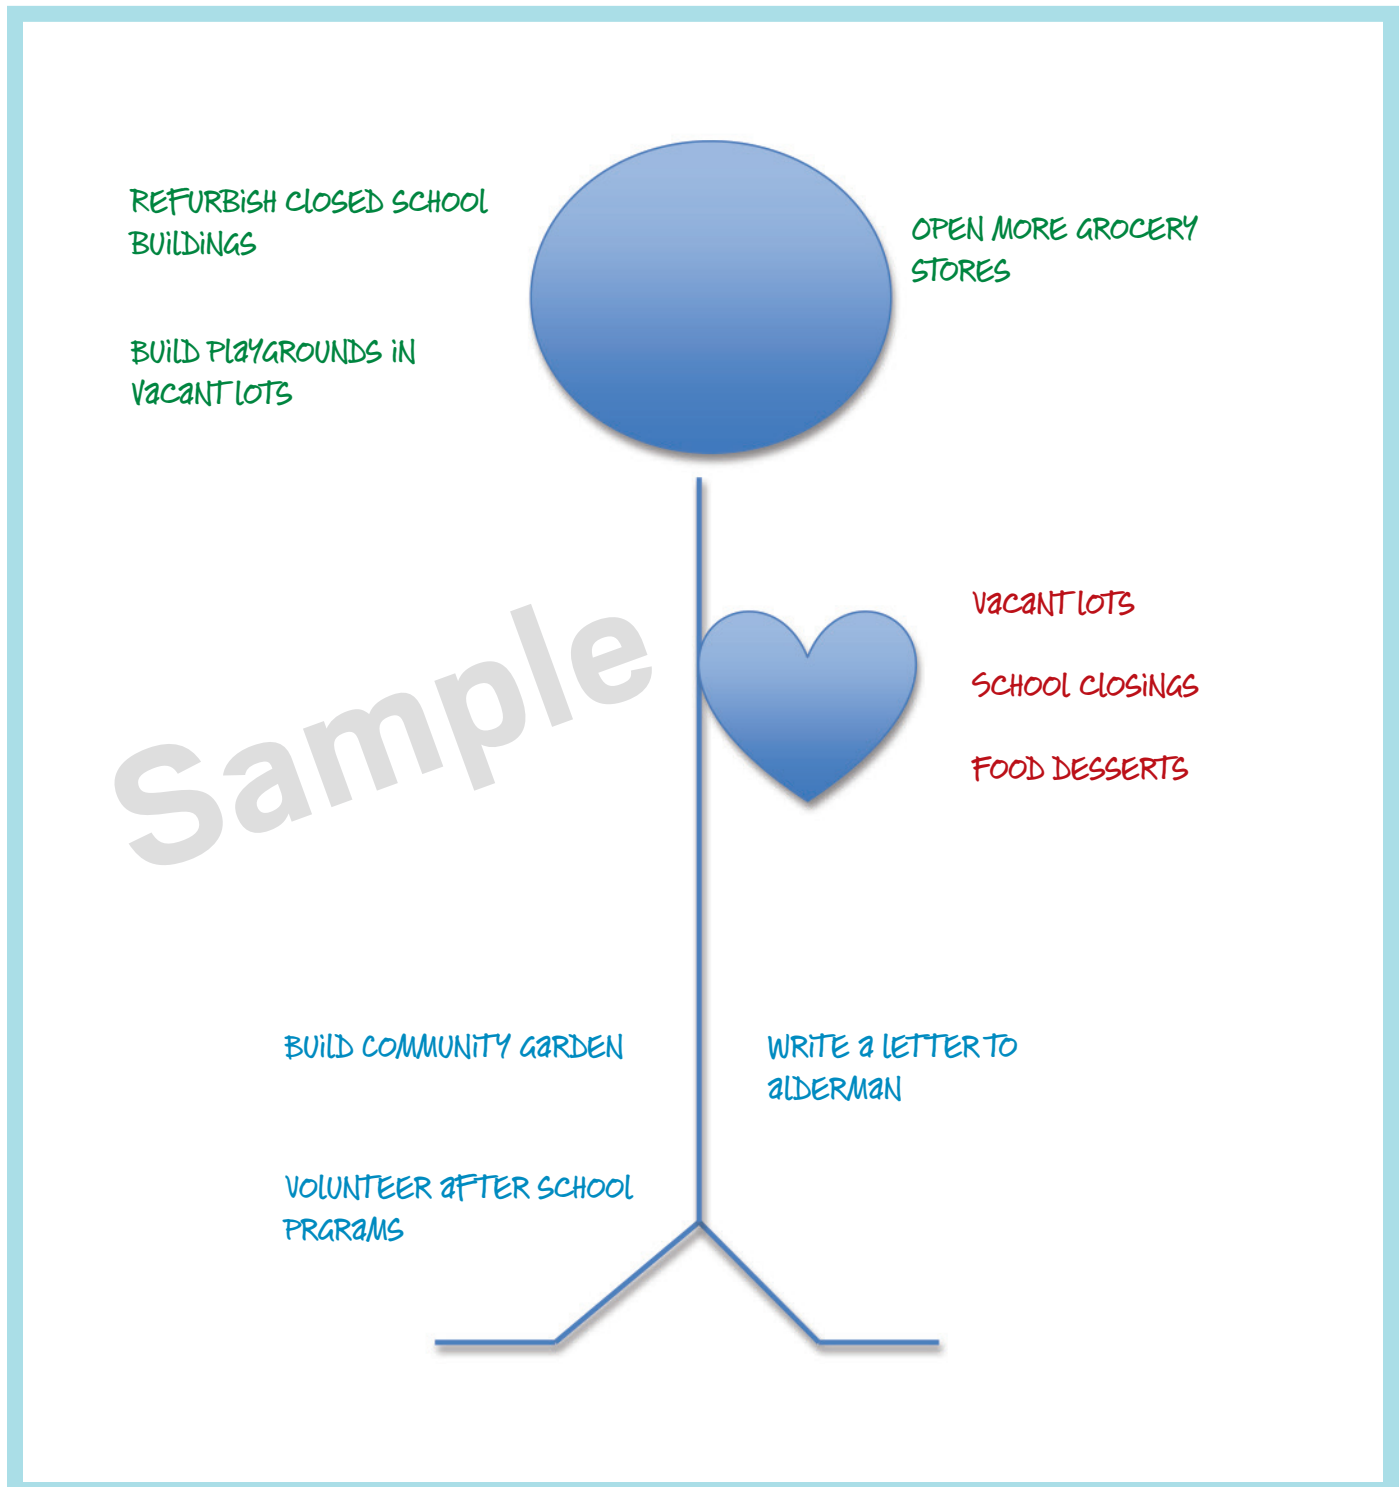 REFURBISH CLOSED SCHOOL
BUILDINGS
OPEN MORE GROCERY
STORES
BUILD PLAYGROUNDS IN
VACANT LOTS
VACANT LOTS
SCHOOL CLOSINGS
FOOD DESSERTS
Sample
BUILD COMMUNITY GARDEN
WRITE A LETTER TO
ALDERMAN
VOLUNTEER AFTER SCHOOL
PRGRAMS